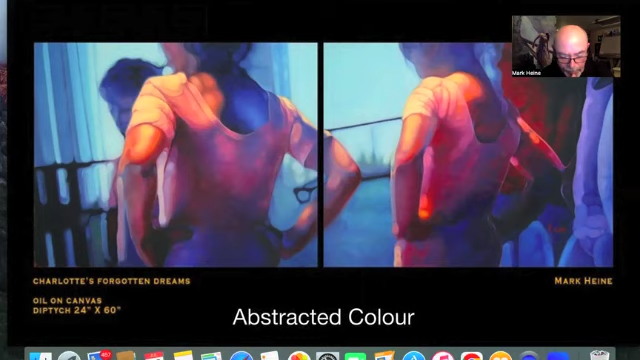 Mark Heine
CHARLOTTE'S FORGOTTEN DREAMS
MARK HEINE
OIL ON CANVAS
DIPTYCH 24" X 60"
Abstracted Colour